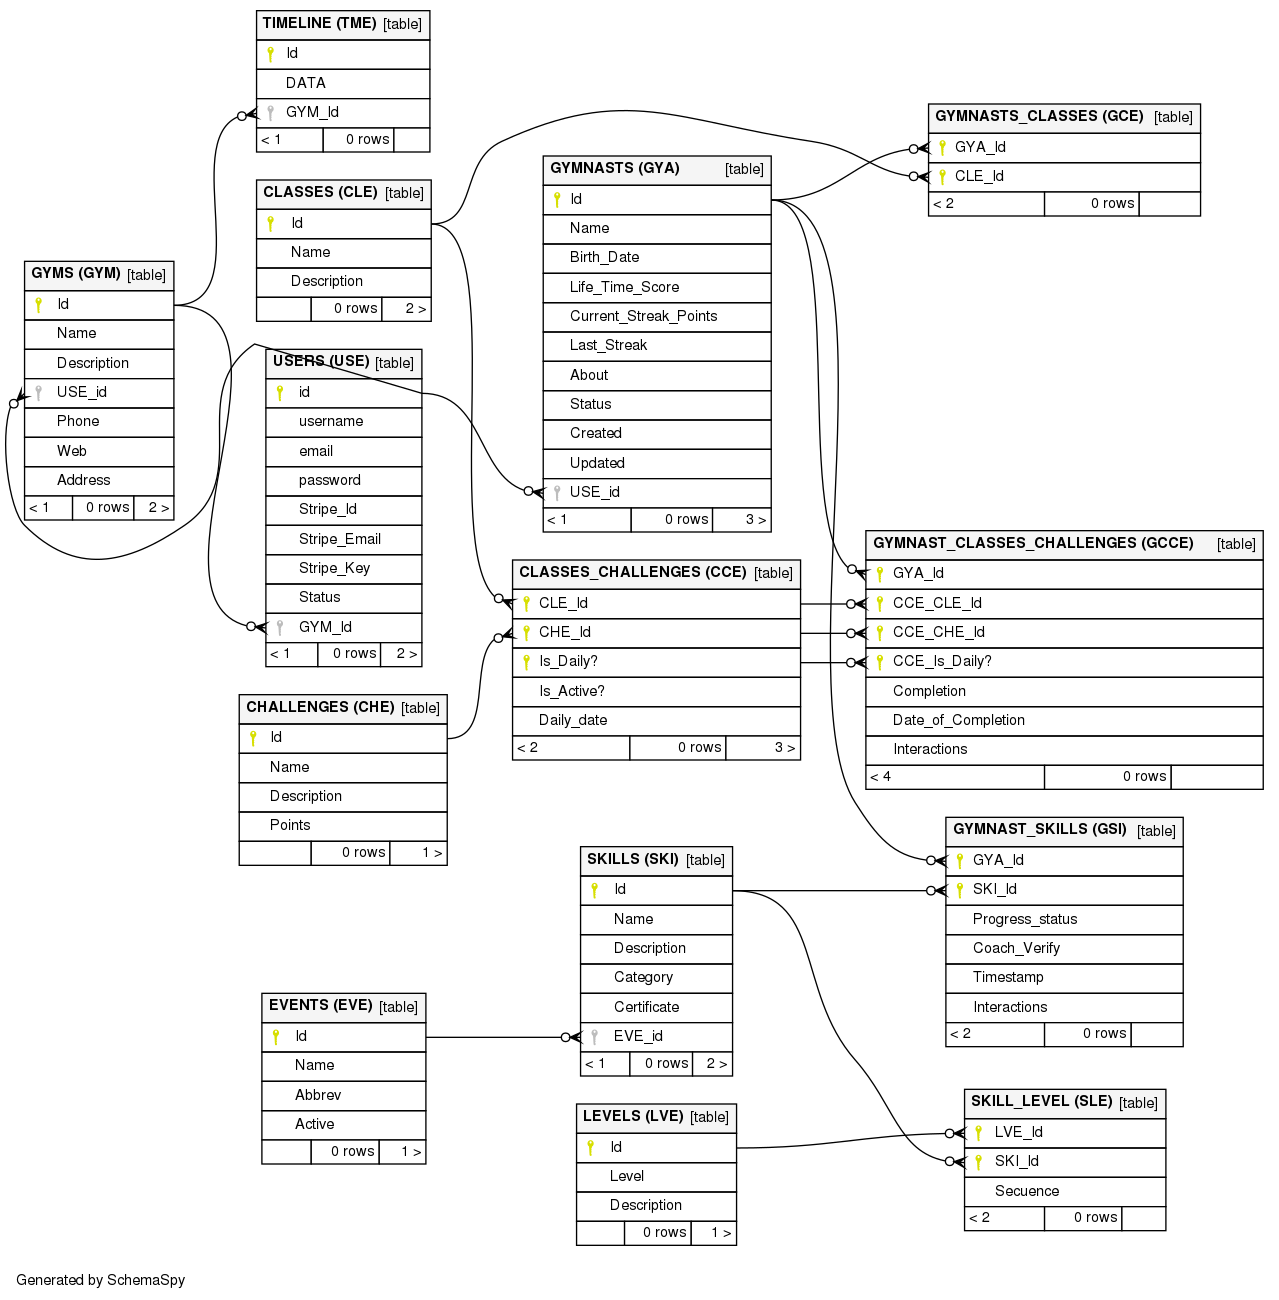 TIMELINE (TME) [table]
Id
DATA
GYM_Id
< 1 0 rows
GYMNASTS_CLASSES (GCE) [table]
GYA_Id
CLE_Id
< 2 0 rows
GYMNASTS (GYA) [table]
Id
Name
Birth_Date
Life_Time_Score
Current_Streak_Points
Last_Streak
About
Status
Created
Updated
USE_id
< 1 0 rows 3 >
CLASSES (CLE) [table]
Id
Name
Description
0 rows 2 >
GYMS (GYM) [table]
Id
Name
Description
USE_id
Phone
Web
Address
< 1 0 rows 2 >
USERS (USE) [table]
id
username
email
password
Stripe_Id
Stripe_Email
Stripe_Key
Status
GYM_Id
< 1 0 rows 2 >
GYMNAST_CLASSES_CHALLENGES (GCCE) [table]
GYA_Id
CCE_CLE_Id
CCE_CHE_Id
CCE_Is_Daily?
Completion
Date_of_Completion
Interactions
< 4 0 rows
CLASSES_CHALLENGES (CCE) [table]
CLE_Id
CHE_Id
Is_Daily?
Is_Active?
Daily_date
< 2 0 rows 3 >
CHALLENGES (CHE) [table]
Id
Name
Description
Points
0 rows 1 >
GYMNAST_SKILLS (GSI) [table]
GYA_Id
SKI_Id
Progress_status
Coach_Verify
Timestamp
Interactions
< 2 0 rows
SKILLS (SKI) [table]
Id
Name
Description
Category
Certificate
EVE_id
< 1 0 rows 2 >
EVENTS (EVE) [table]
Id
Name
Abbrev
Active
0 rows 1 >
SKILL_LEVEL (SLE) [table]
LVE_Id
SKI_Id
Secuence
< 2 0 rows
LEVELS (LVE) [table]
Id
Level
Description
0 rows 1 >
Generated by SchemaSpy